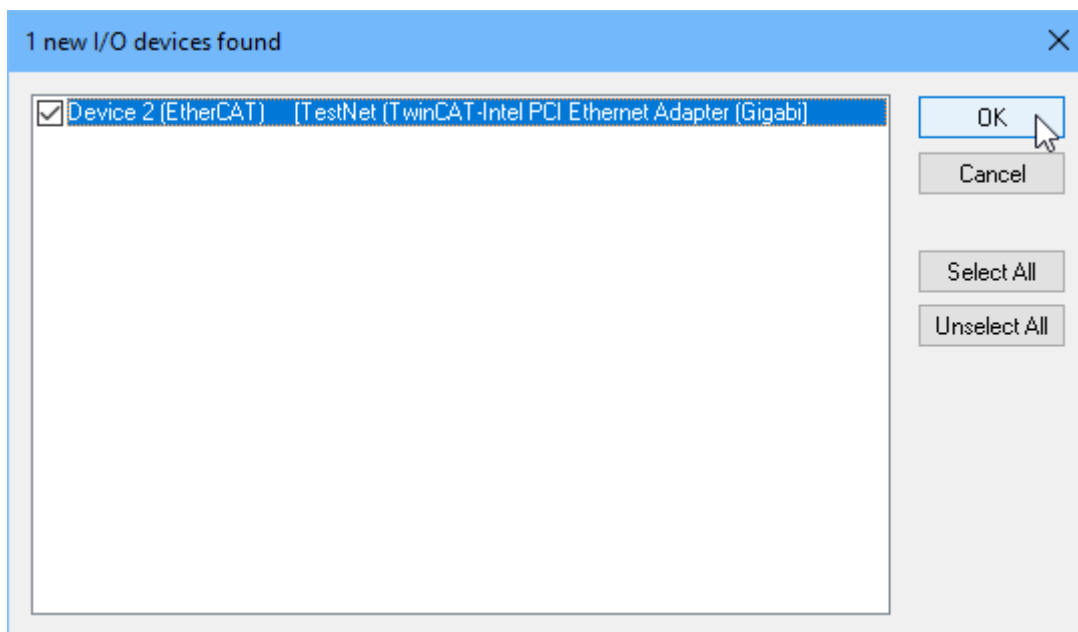 1 new I/O devices found
Device 2 (EtherCAT) [TestNet (TwinCAT-Intel PCI Ethernet Adapter (Gigabi]
OK
Cancel
Select All
Unselect All